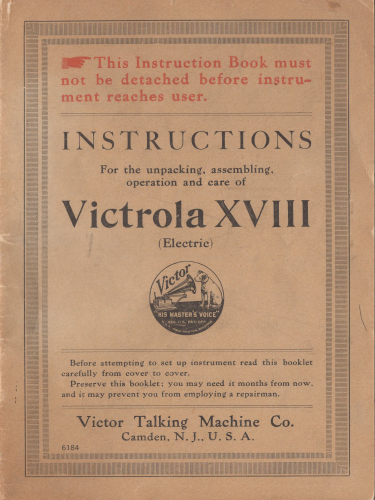 This Instruction Book must
not be detached before instru-
ment reaches user.
INSTRUCTIONS
For the unpacking, assembling,
operation and care of
Victrola XVIII
(Electric)
Victor
"HIS MASTER'S VOICE"
Before attempting to set up instrument read this booklet
carefully from cover to cover.
Preserve this booklet; you may need it months from now,
and it may prevent you from employing a repairman.
Victor Talking Machine Co.
Camden, N. J., U. S. A.
6184